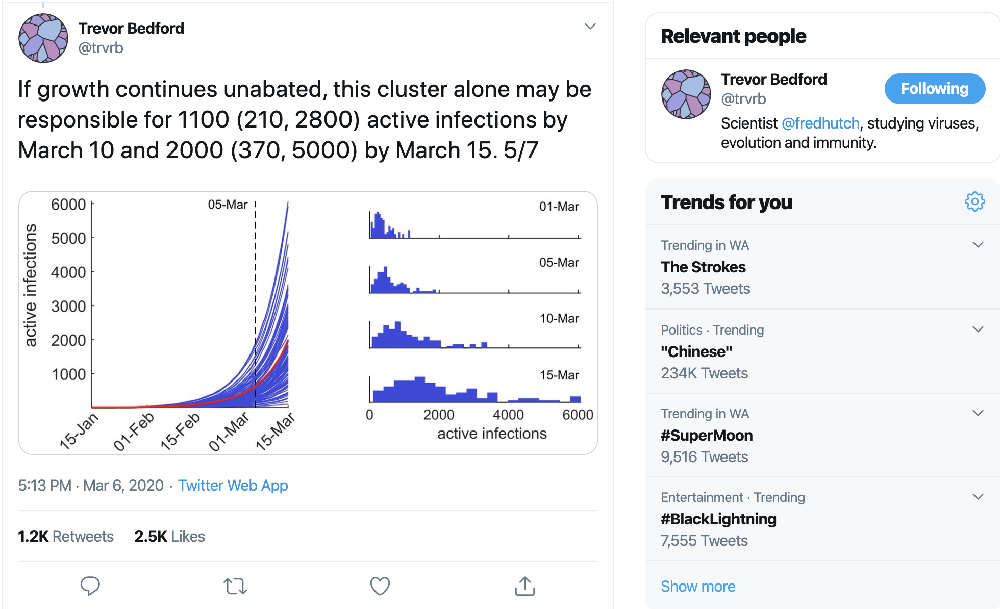 Trevor Bedford
@trvrb
If growth continues unabated, this cluster alone may be
responsible for 1100 (210, 2800) active infections by
March 10 and 2000 (370, 5000) by March 15. 5/7
active infections
6000
5000
4000
3000
2000
1000
05-Mar
15-Jan
01-Feb
15-Feb
01-Mar
15-Mar
01-Mar
05-Mar
10-Mar
15-Mar
0 2000 4000 6000
active infections
5:13 PM · Mar 6, 2020 · Twitter Web App
1.2K Retweets 2.5K Likes
Relevant people
Trevor Bedford
@trvrb
Following
Scientist @fredhutch, studying viruses,
evolution and immunity.
Trends for you
Trending in WA
The Strokes
3,553 Tweets
Politics · Trending
"Chinese"
234K Tweets
Trending in WA
#SuperMoon
9,516 Tweets
Entertainment · Trending
#BlackLightning
7,555 Tweets
Show more